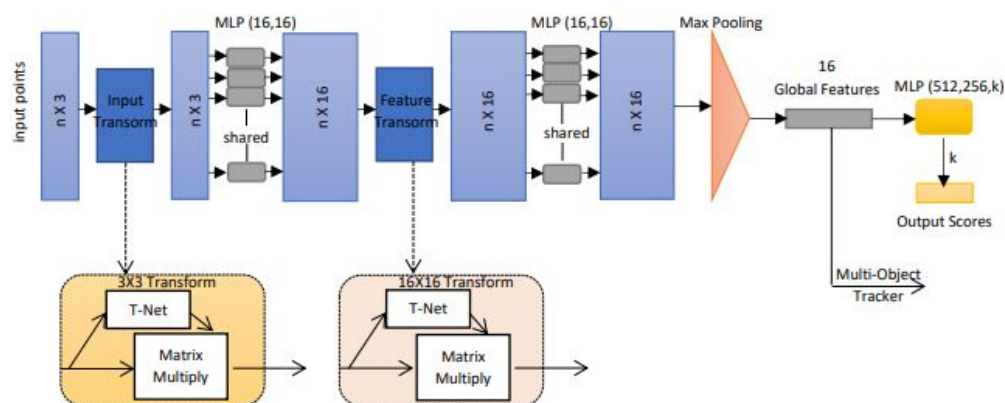 MLP (16,16)
MLP (16,16)
Max Pooling
input points
n X 3
Input
Transorm
n X 3
shared
n X 16
Feature
Transorm
n X 16
shared
n X 16
16
Global Features
MLP (512,256,k)
k
Output Scores
Multi-Object
Tracker
3X3 Transform
T-Net
Matrix
Multiply
16X16 Transform
T-Net
Matrix
Multiply